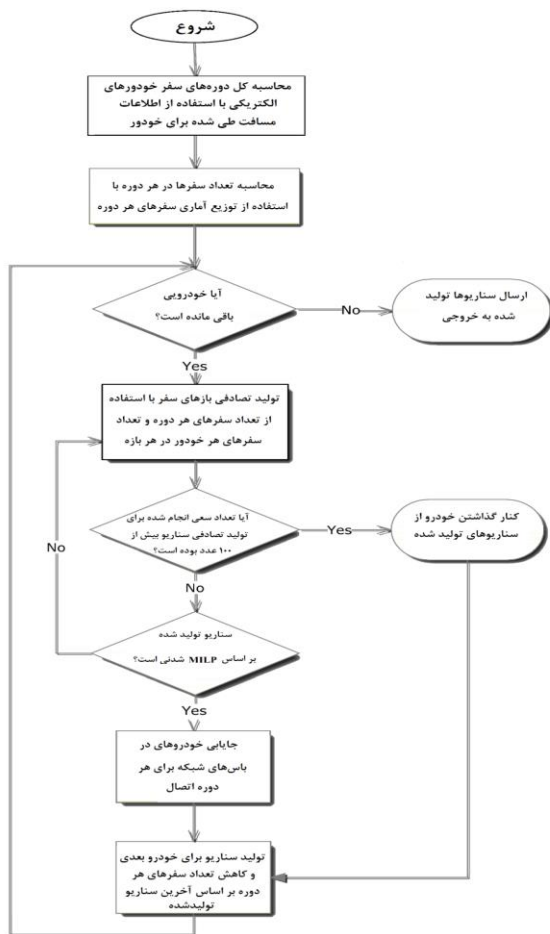 شروع
محاسبه کل دوره‌های سفر خودورهای
الکتریکی با استفاده از اطلاعات
مسافت طی شده برای خودور
محاسبه تعداد سفرها در هر دوره با
استفاده از توزیع آماری سفرهای هر دوره
آیا خودرویی
باقی مانده است؟
No
ارسال سناریوها تولید
شده به خروجی
Yes
تولید تصادفی بازهای سفر با استفاده
از تعداد سفرهای هر دوره و تعداد
سفرهای هر خودور در هر بازه
آیا تعداد سعی انجام شده برای
تولید تصادفی سناریو بیش از
۱۰۰ عدد بوده است؟
Yes
کنار گذاشتن خودرو از
سناریوهای تولید شده
No
No
سناریو تولید شده
بر اساس MILP شدنی است؟
Yes
جایابی خودروهای در
باس‌های شبکه برای هر
دوره اتصال
تولید سناریو برای خودرو بعدی
و کاهش تعداد سفرهای هر
دوره بر اساس آخرین سناریو
تولیدشده